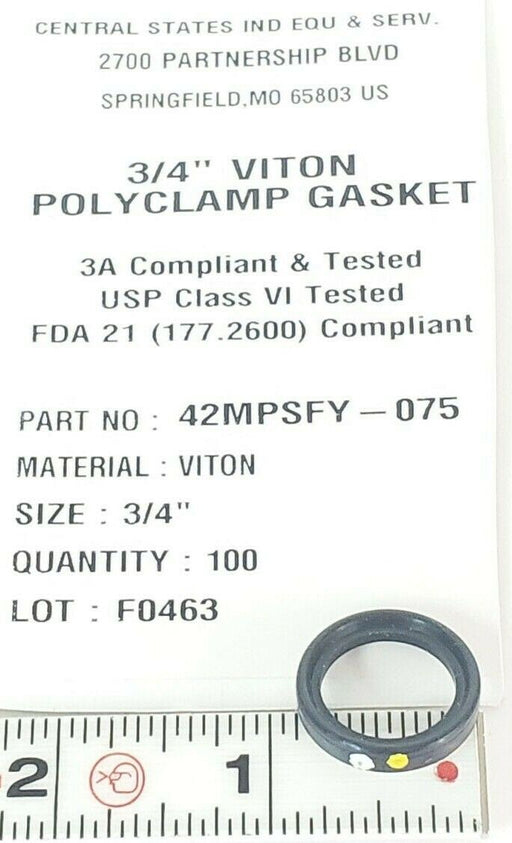 CENTRAL STATES IND EQU & SERV.
2700 PARTNERSHIP BLVD
SPRINGFIELD,MO 65803 US
3/4" VITON
POLYCLAMP GASKET
3A Compliant & Tested
USP Class VI Tested
FDA 21 (177.2600) Compliant
PART NO : 42MPSFY – 075
MATERIAL : VITON
SIZE : 3/4"
QUANTITY : 100
LOT : F0463
2 1